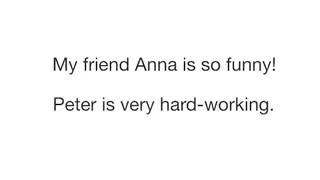 My friend Anna is so funny!
Peter is very hard-working.